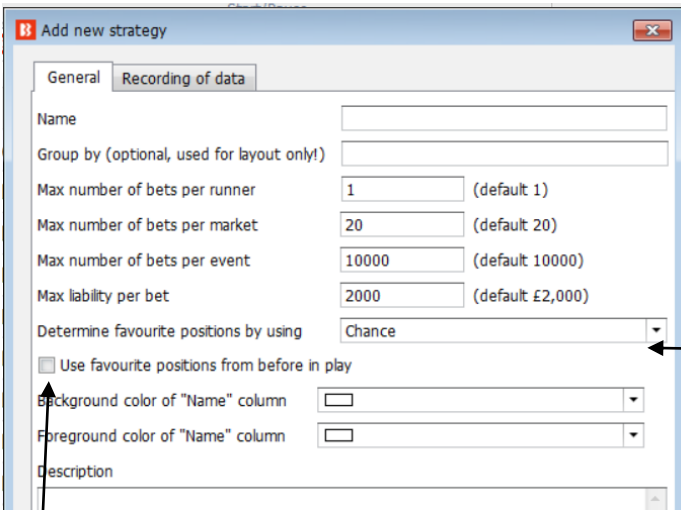 Start/Pause
B Add new strategy
General Recording of data
Name
Group by (optional, used for layout only!)
Max number of bets per runner 1 (default 1)
Max number of bets per market 20 (default 20)
Max number of bets per event 10000 (default 10000)
Max liability per bet 2000 (default £2,000)
Determine favourite positions by using Chance
Use favourite positions from before in play
Background color of "Name" column
Foreground color of "Name" column
Description